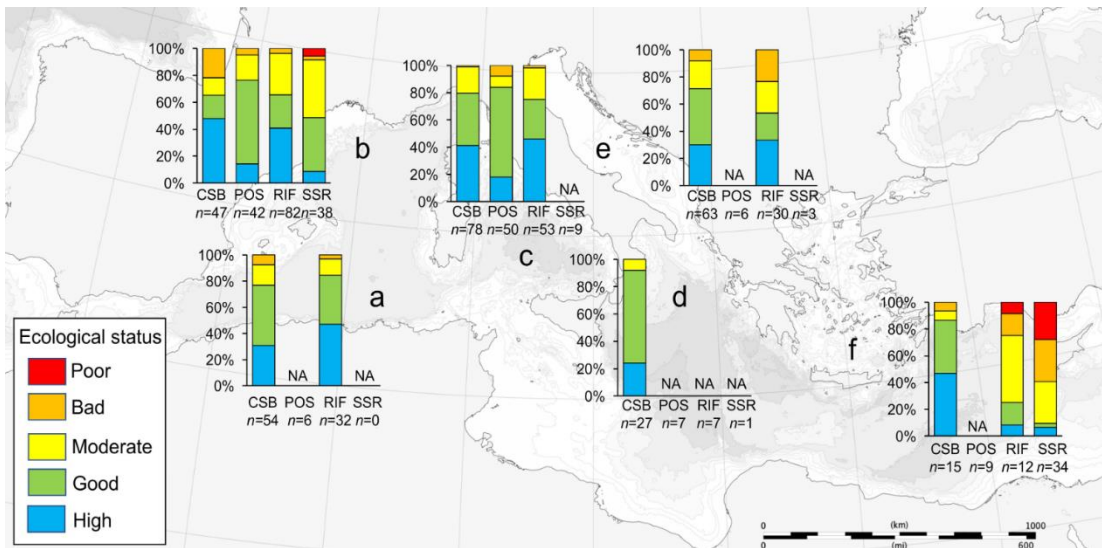 100%
80%
60%
40%
20%
0%
CSB POS RIF SSR
n=47 n=42 n=82 n=38
b
100%
80%
60%
40%
20%
0%
NA
CSB POS RIF SSR
n=78 n=50 n=53 n=9
c
100%
80%
60%
40%
20%
0%
NA NA
CSB POS RIF SSR
n=63 n=6 n=30 n=3
e
100%
80%
60%
40%
20%
0%
NA NA
CSB POS RIF SSR
n=54 n=6 n=32 n=0
a
100%
80%
60%
40%
20%
0%
NA NA NA
CSB POS RIF SSR
n=27 n=7 n=7 n=1
d
100%
80%
60%
40%
20%
0%
NA
CSB POS RIF SSR
n=15 n=9 n=12 n=34
f
Ecological status
Poor
Bad
Moderate
Good
High
0 (km) 1000
0 (mi) 600